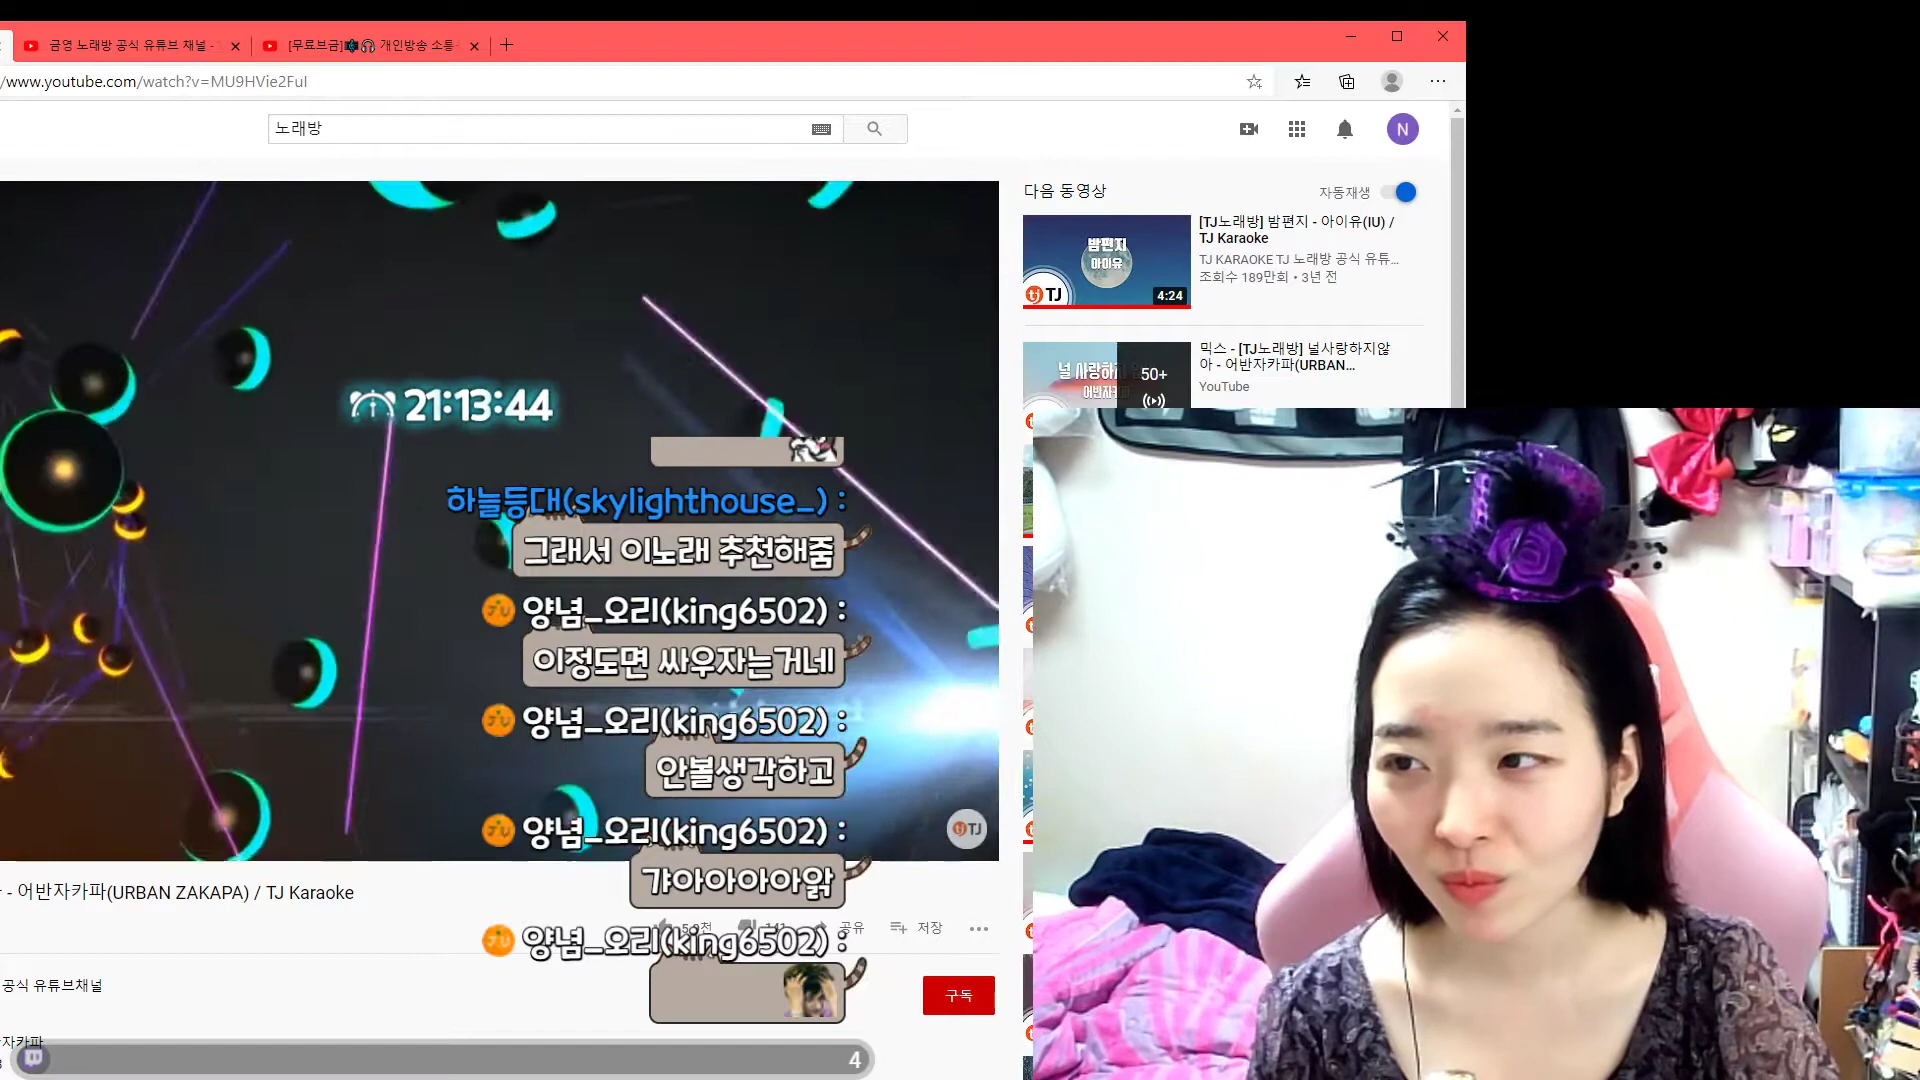 금영 노래방 공식 유튜브 채널 -
[무료브금] 개인방송 소통
/www.youtube.com/watch?v=MU9HVie2FuI
노래방
N
다음 동영상
자동재생
[TJ노래방] 밤편지 - 아이유(IU) /
TJ Karaoke
TJ KARAOKE TJ 노래방 공식 유튜...
조회수 189만회 • 3년 전
밤편지
아이유
TJ
4:24
믹스 - [TJ노래방] 널사랑하지않
아 - 어반자카파(URBAN...
YouTube
널 사랑하지
50+
21:13:44
하늘등대(skylighthouse_) :
그래서 이노래 추천해줌
양념_오리(king6502) :
이정도면 싸우자는거네
양념_오리(king6502) :
안볼생각하고
양념_오리(king6502) :
갸아아아아앍
양념_오리(king6502) :
TJ
- 어반자카파(URBAN ZAKAPA) / TJ Karaoke
공유
저장
공식 유튜브채널
구독
자카파
4